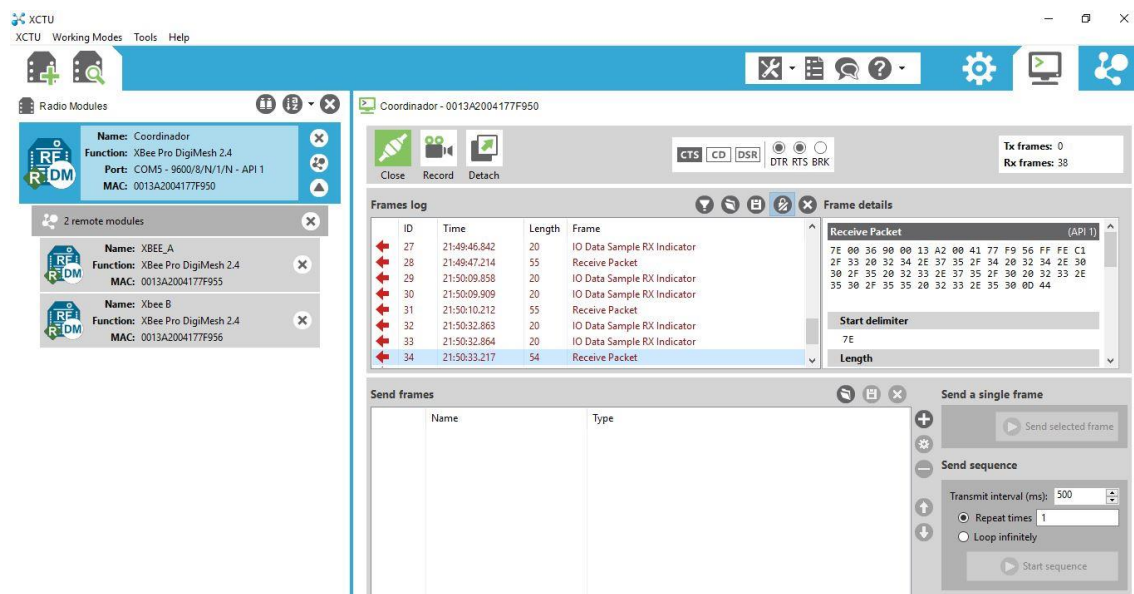 XCTU
XCTU Working Modes Tools Help
Radio Modules
Name: Coordinador
Function: XBee Pro DigiMesh 2.4
Port: COM5 - 9600/8/N/1/N - API 1
MAC: 0013A2004177F950
2 remote modules
Name: XBEE_A
Function: XBee Pro DigiMesh 2.4
MAC: 0013A2004177F955
Name: Xbee B
Function: XBee Pro DigiMesh 2.4
MAC: 0013A2004177F956
Coordinador - 0013A2004177F950
Close Record Detach
CTS CD DSR DTR RTS BRK
Tx frames: 0
Rx frames: 38
Frames log
ID Time Length Frame
27 21:49:46.842 20 IO Data Sample RX Indicator
28 21:49:47.214 55 Receive Packet
29 21:50:09.858 20 IO Data Sample RX Indicator
30 21:50:09.909 20 IO Data Sample RX Indicator
31 21:50:10.212 55 Receive Packet
32 21:50:32.863 20 IO Data Sample RX Indicator
33 21:50:32.864 20 IO Data Sample RX Indicator
34 21:50:33.217 54 Receive Packet
Frame details
Receive Packet (API 1)
7E 00 36 90 00 13 A2 00 41 77 F9 56 FF FE C1
2F 33 20 32 34 2E 37 35 2F 34 20 32 34 2E 30
30 2F 35 20 32 33 2E 37 35 2F 30 20 32 33 2E
35 30 2F 35 35 20 32 33 2E 35 30 0D 44
Start delimiter
7E
Length
Send frames
Name Type
Send a single frame
Send selected frame
Send sequence
Transmit interval (ms): 500
Repeat times 1
Loop infinitely
Start sequence